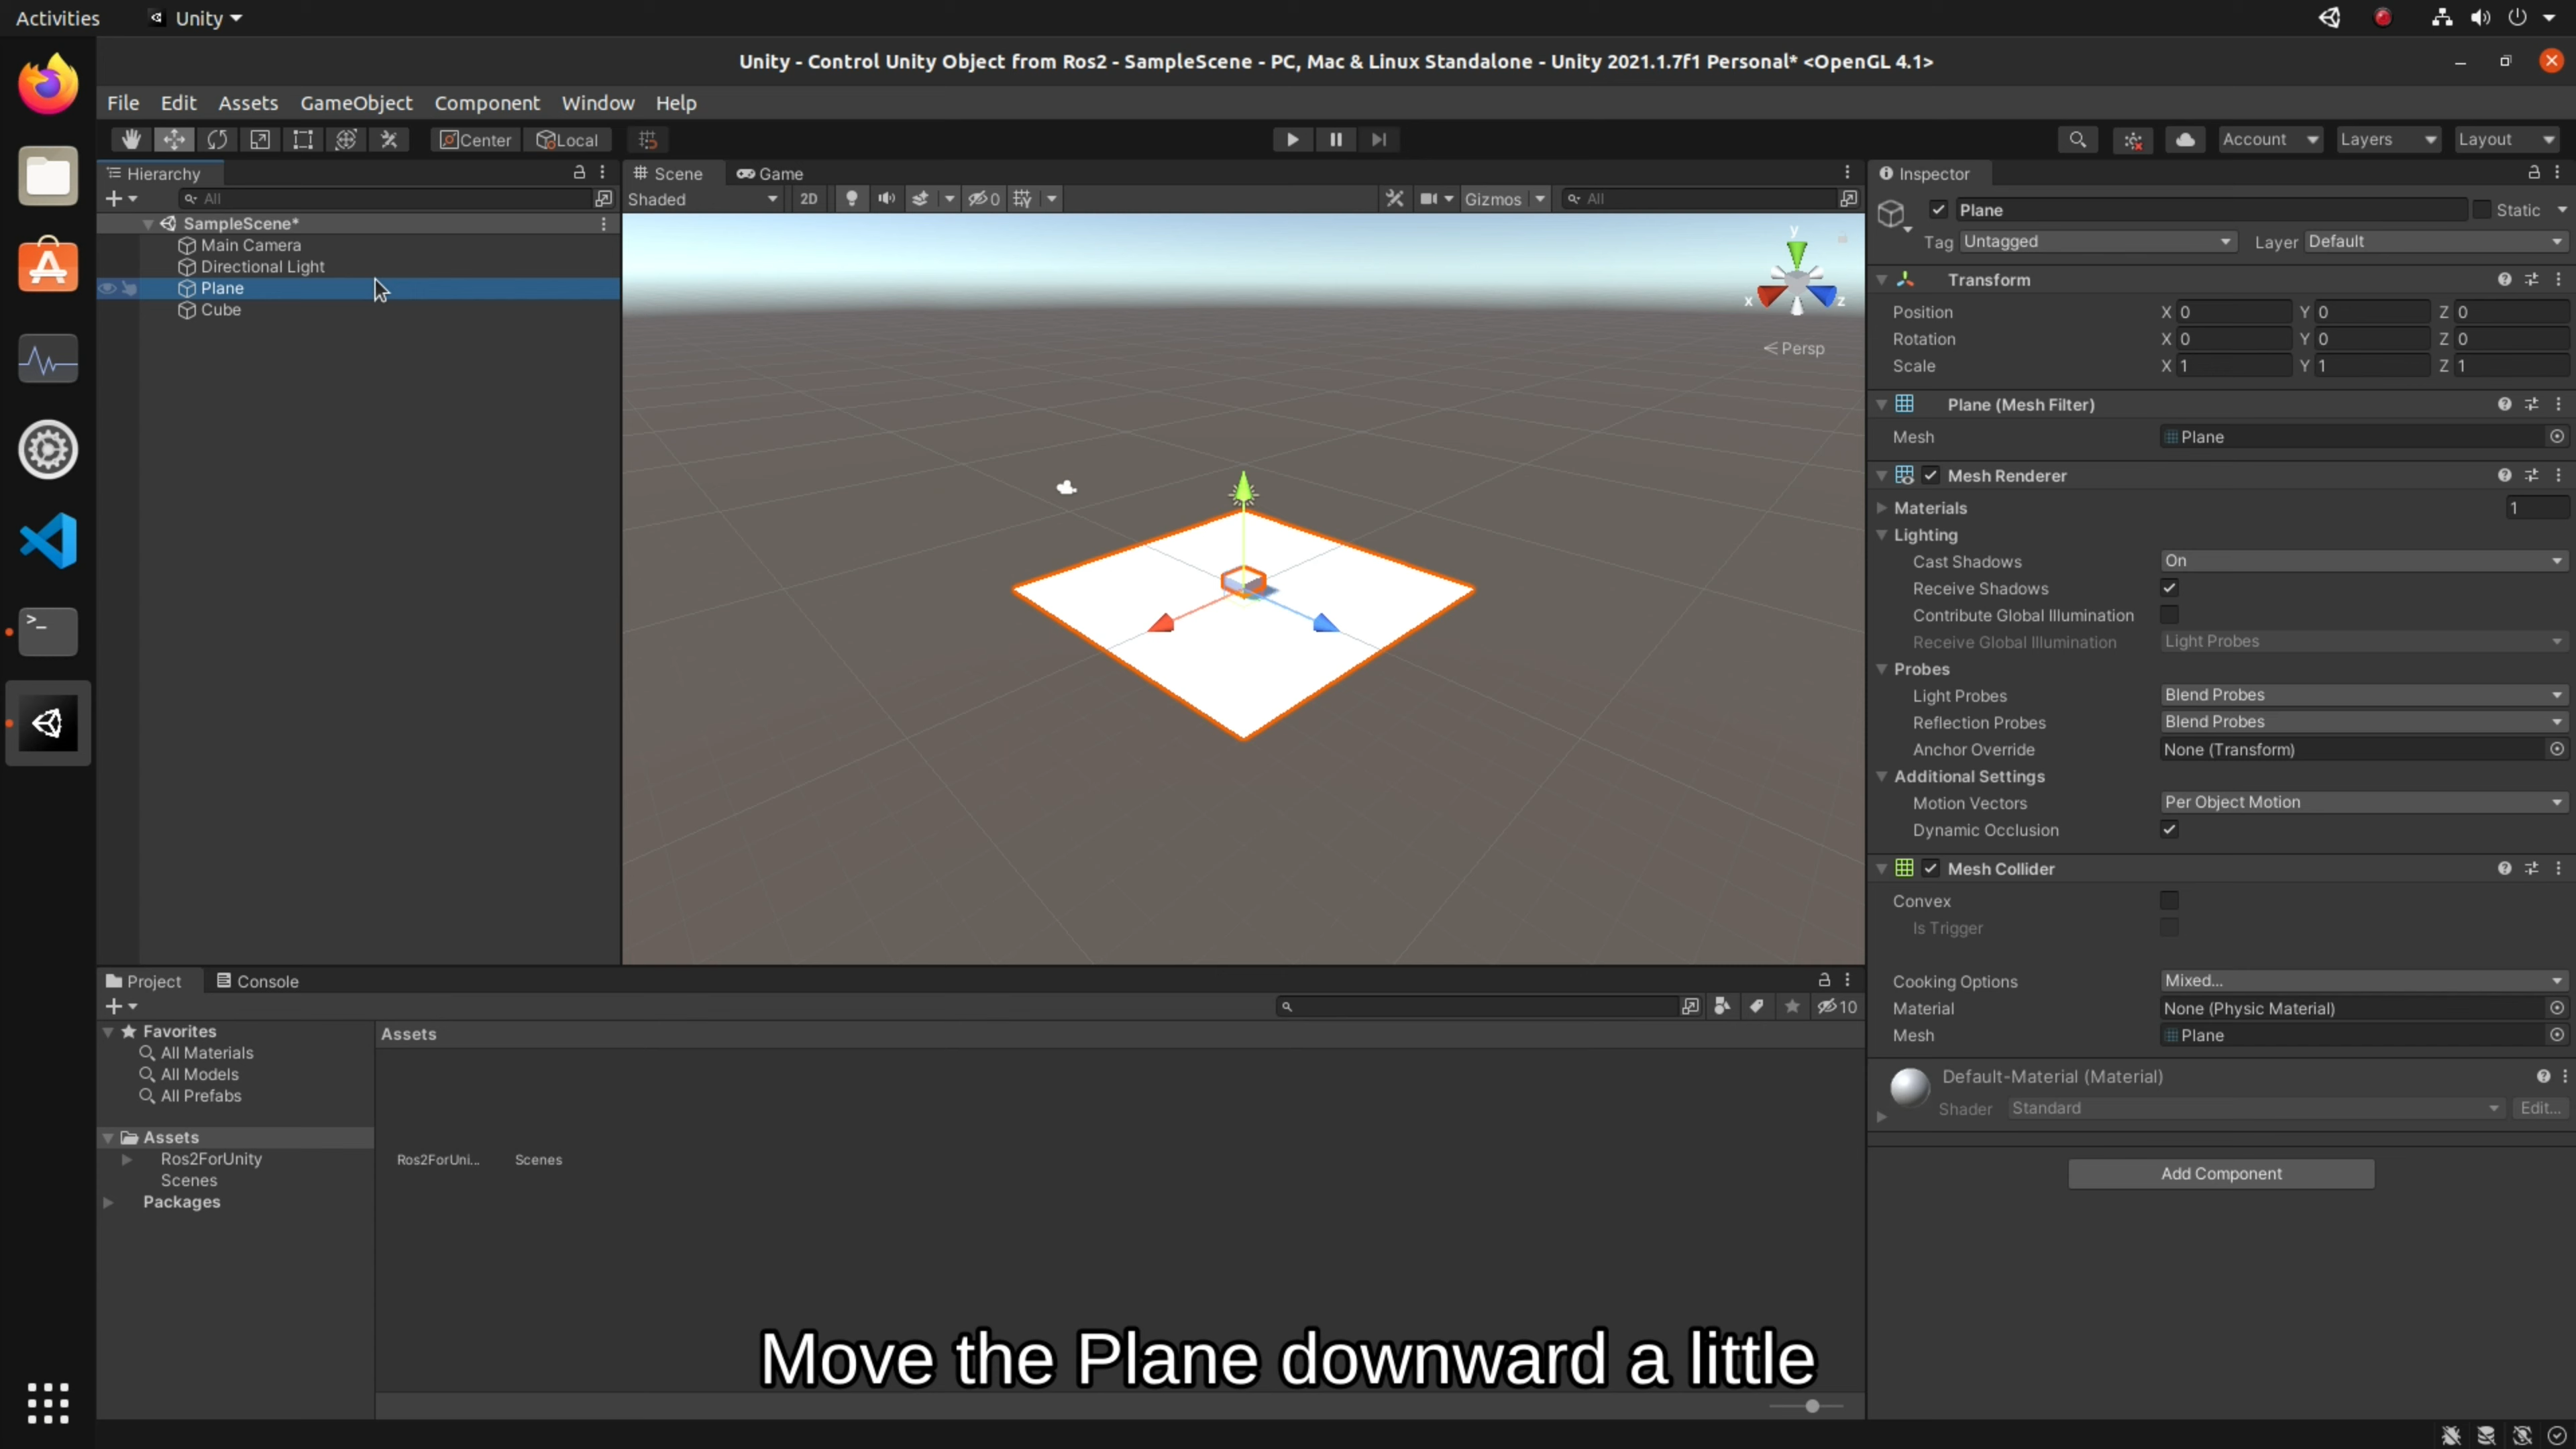 Activities
Unity
Unity - Control Unity Object from Ros2 - SampleScene - PC, Mac & Linux Standalone - Unity 2021.1.7f1 Personal* <OpenGL 4.1>
File Edit Assets GameObject Component Window Help
Center Local
Account Layers Layout
Hierarchy
All
SampleScene*
Main Camera
Directional Light
Plane
Cube
Scene Game
Shaded 2D 0 Gizmos All
y
x z
Persp
Inspector
Plane Static
Tag Untagged Layer Default
Transform
Position X 0 Y 0 Z 0
Rotation X 0 Y 0 Z 0
Scale X 1 Y 1 Z 1
Plane (Mesh Filter)
Mesh Plane
Mesh Renderer
Materials 1
Lighting
Cast Shadows On
Receive Shadows
Contribute Global Illumination
Receive Global Illumination Light Probes
Probes
Light Probes Blend Probes
Reflection Probes Blend Probes
Anchor Override None (Transform)
Additional Settings
Motion Vectors Per Object Motion
Dynamic Occlusion
Mesh Collider
Convex
Is Trigger
Cooking Options Mixed...
Material None (Physic Material)
Mesh Plane
Default-Material (Material)
Shader Standard Edit...
Add Component
Project Console
10
Favorites
All Materials
All Models
All Prefabs
Assets
Ros2ForUnity
Scenes
Packages
Assets
Ros2ForUni... Scenes
Move the Plane downward a little